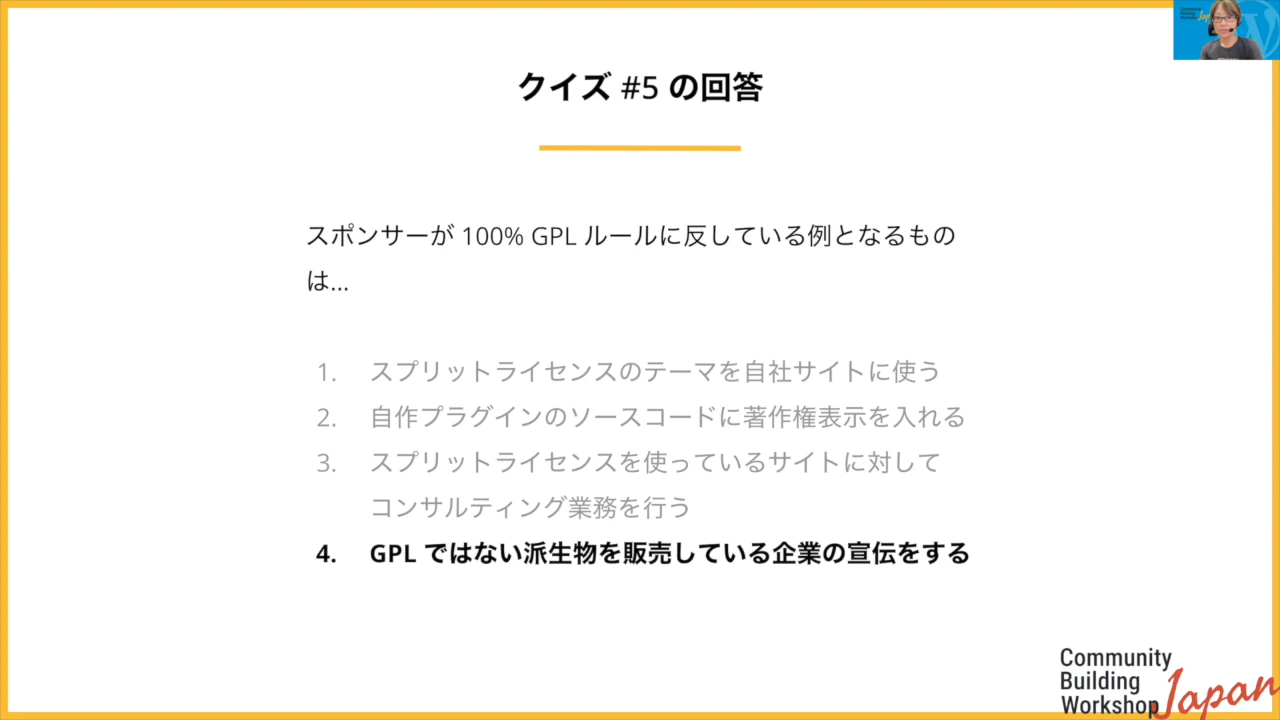 クイズ #5 の回答
スポンサーが 100% GPL ルールに反している例となるもの
は...
1. スプリットライセンスのテーマを自社サイトに使う
2. 自作プラグインのソースコードに著作権表示を入れる
3. スプリットライセンスを使っているサイトに対して
コンサルティング業務を行う
4. GPL ではない派生物を販売している企業の宣伝をする
Community
Building
Workshop Japan